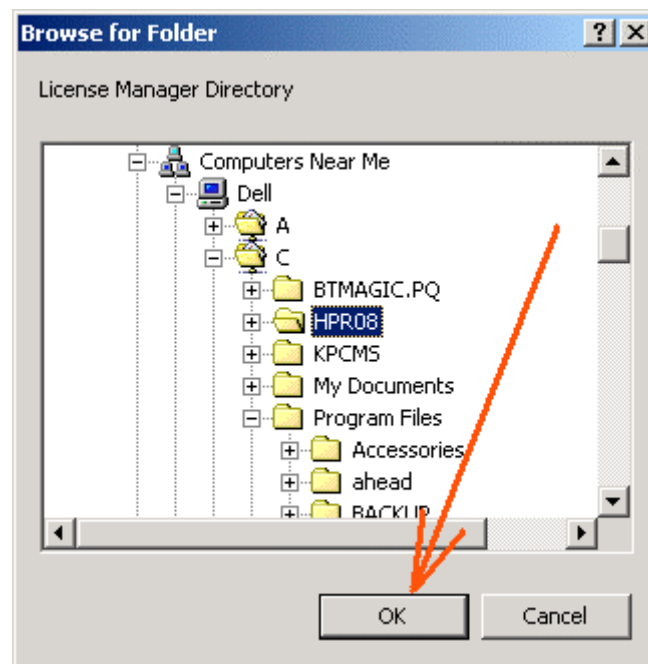 Browse for Folder
License Manager Directory
Computers Near Me
Dell
A
C
BTMAGIC.PQ
HPR08
KPCMS
My Documents
Program Files
Accessories
ahead
BACKUP
OK Cancel